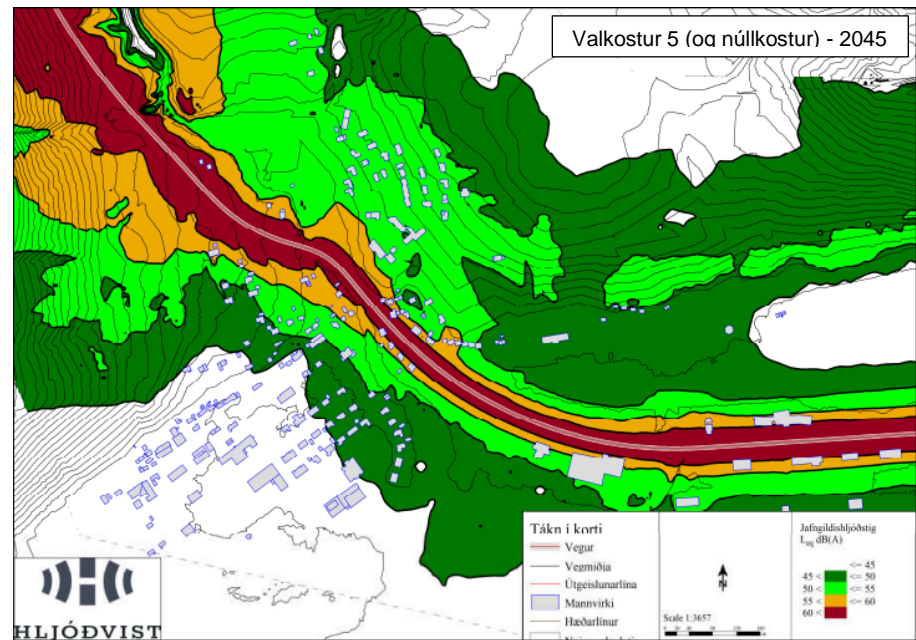 Valkostur 5 (og núllkostur) - 2045
Tákn í korti
Vegur
Vegmiðja
Útgeislunarlína
Mannvirki
Hæðarlínur
N
Scale 1:3657
Jafngildishljóðstig
Leq dB(A)
<= 45
45 < <= 50
50 < <= 55
55 < <= 60
60 <
HLJÓÐVIST